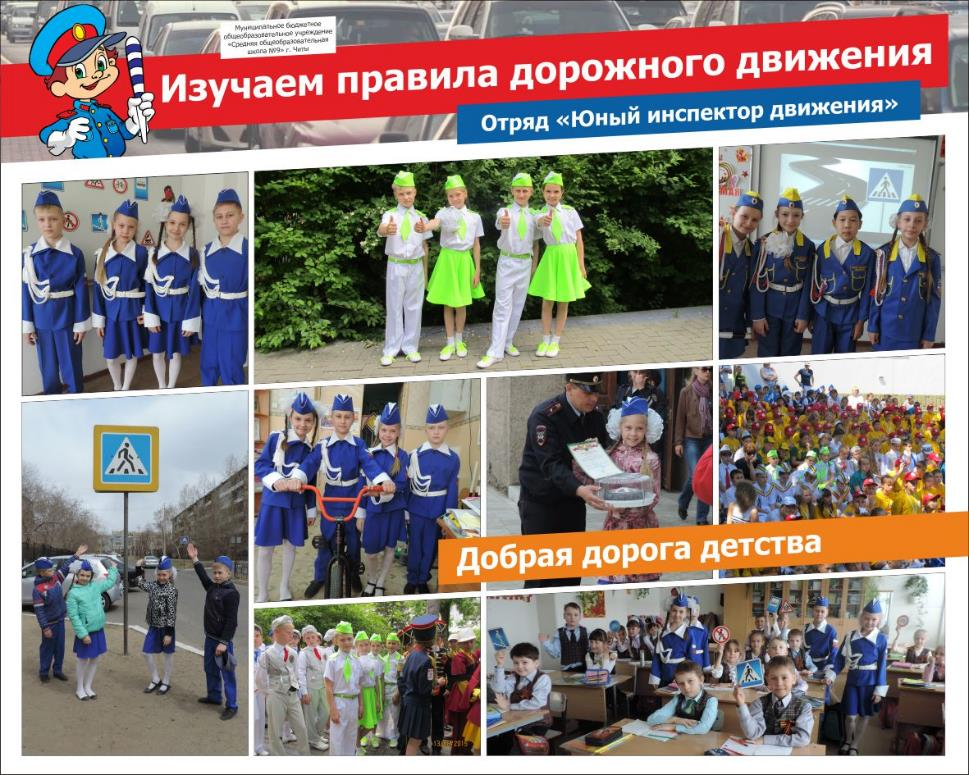 Муниципальное бюджетное
общеобразовательное учреждение
«Средняя общеобразовательная
школа №9» г. Читы
Изучаем правила дорожного движения
Отряд «Юный инспектор движения»
Добрая дорога детства